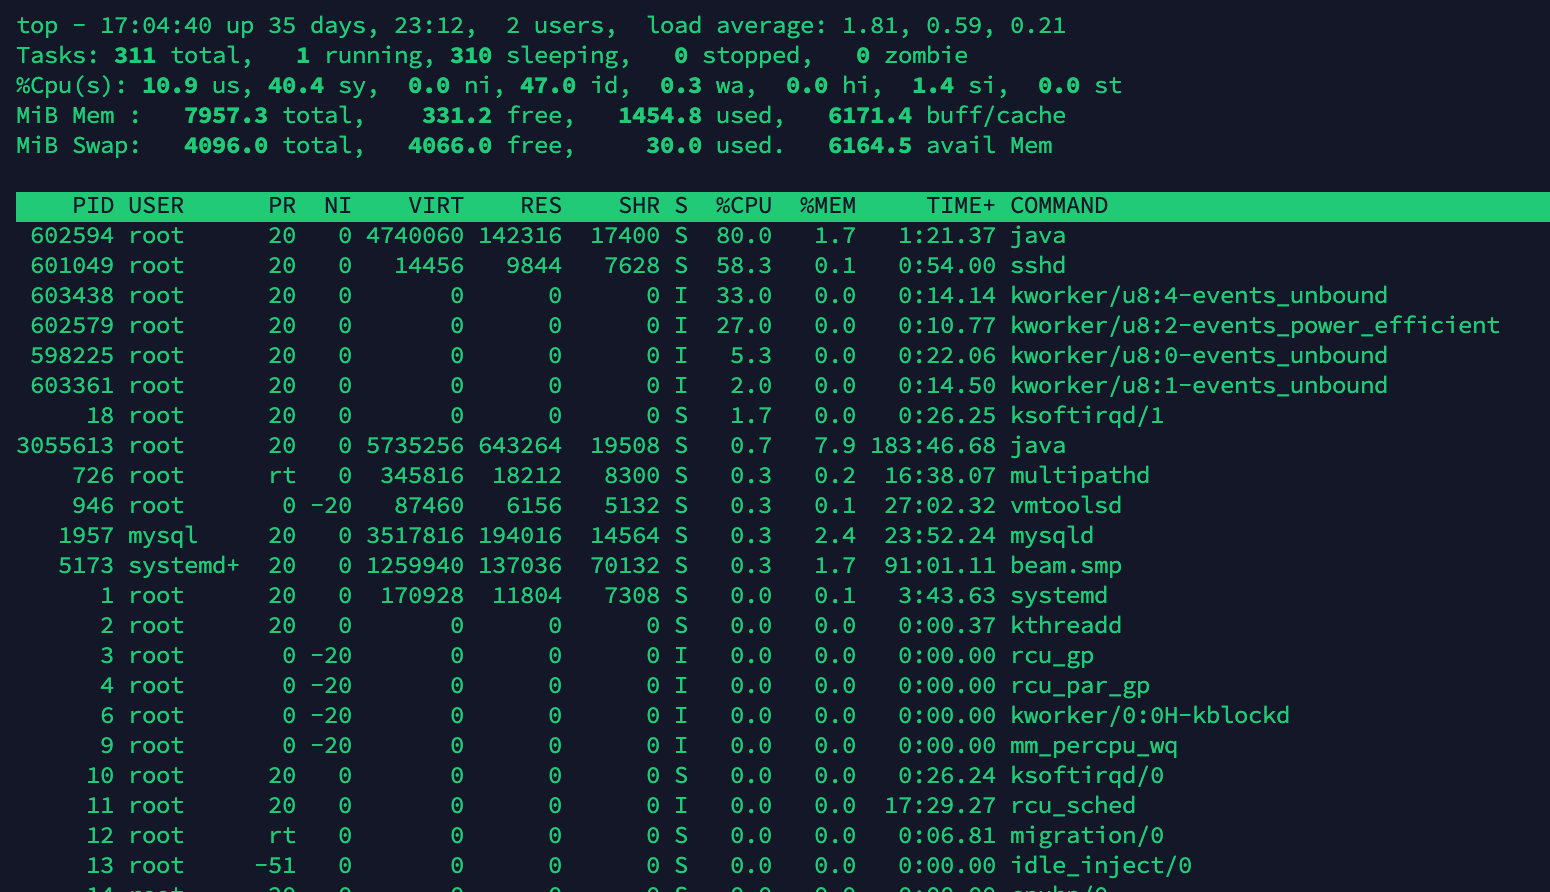 top - 17:04:40 up 35 days, 23:12,  2 users,  load average: 1.81, 0.59, 0.21
Tasks: 311 total,   1 running, 310 sleeping,   0 stopped,   0 zombie
%Cpu(s): 10.9 us, 40.4 sy,  0.0 ni, 47.0 id,  0.3 wa,  0.0 hi,  1.4 si,  0.0 st
MiB Mem :   7957.3 total,    331.2 free,   1454.8 used,   6171.4 buff/cache
MiB Swap:   4096.0 total,   4066.0 free,     30.0 used.   6164.5 avail Mem
    PID USER      PR  NI    VIRT    RES    SHR S  %CPU  %MEM     TIME+ COMMAND
 602594 root      20   0 4740060 142316  17400 S  80.0   1.7   1:21.37 java
 601049 root      20   0   14456   9844   7628 S  58.3   0.1   0:54.00 sshd
 603438 root      20   0       0      0      0 I  33.0   0.0   0:14.14 kworker/u8:4-events_unbound
 602579 root      20   0       0      0      0 I  27.0   0.0   0:10.77 kworker/u8:2-events_power_efficient
 598225 root      20   0       0      0      0 I   5.3   0.0   0:22.06 kworker/u8:0-events_unbound
 603361 root      20   0       0      0      0 I   2.0   0.0   0:14.50 kworker/u8:1-events_unbound
     18 root      20   0       0      0      0 S   1.7   0.0   0:26.25 ksoftirqd/1
3055613 root      20   0 5735256 643264  19508 S   0.7   7.9 183:46.68 java
    726 root      rt   0  345816  18212   8300 S   0.3   0.2  16:38.07 multipathd
    946 root       0 -20   87460   6156   5132 S   0.3   0.1  27:02.32 vmtoolsd
   1957 mysql     20   0 3517816 194016  14564 S   0.3   2.4  23:52.24 mysqld
   5173 systemd+  20   0 1259940 137036  70132 S   0.3   1.7  91:01.11 beam.smp
      1 root      20   0  170928  11804   7308 S   0.0   0.1   3:43.63 systemd
      2 root      20   0       0      0      0 S   0.0   0.0   0:00.37 kthreadd
      3 root       0 -20       0      0      0 I   0.0   0.0   0:00.00 rcu_gp
      4 root       0 -20       0      0      0 I   0.0   0.0   0:00.00 rcu_par_gp
      6 root       0 -20       0      0      0 I   0.0   0.0   0:00.00 kworker/0:0H-kblockd
      9 root       0 -20       0      0      0 I   0.0   0.0   0:00.00 mm_percpu_wq
     10 root      20   0       0      0      0 S   0.0   0.0   0:26.24 ksoftirqd/0
     11 root      20   0       0      0      0 I   0.0   0.0  17:29.27 rcu_sched
     12 root      rt   0       0      0      0 S   0.0   0.0   0:06.81 migration/0
     13 root     -51   0       0      0      0 S   0.0   0.0   0:00.00 idle_inject/0